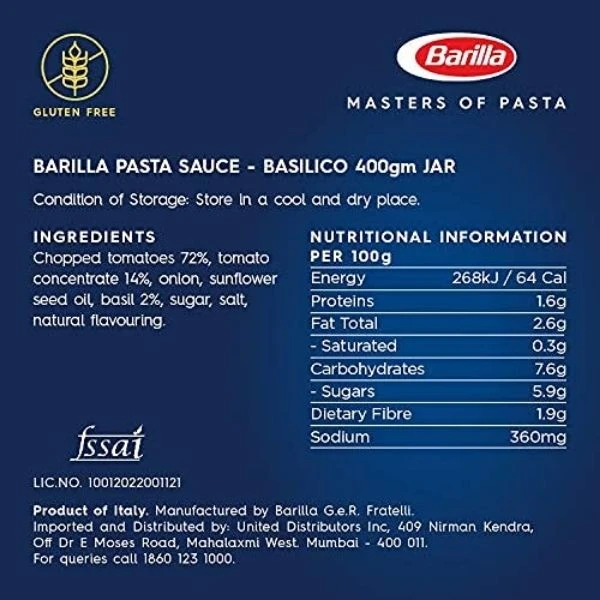 GLUTEN FREE
Barilla
MASTERS OF PASTA
BARILLA PASTA SAUCE - BASILICO 400gm JAR
Condition of Storage: Store in a cool and dry place.
INGREDIENTS
Chopped tomatoes 72%, tomato
concentrate 14%, onion, sunflower
seed oil, basil 2%, sugar, salt,
natural flavouring.
NUTRITIONAL INFORMATION
PER 100g
Energy 268kJ / 64 Cal
Proteins 1.6g
Fat Total 2.6g
- Saturated 0.3g
Carbohydrates 7.6g
- Sugars 5.9g
Dietary Fibre 1.9g
Sodium 360mg
fssai
LIC.NO. 10012022001121
Product of Italy. Manufactured by Barilla G.e.R. Fratelli.
Imported and Distributed by: United Distributors Inc, 409 Nirman Kendra,
Off Dr E Moses Road, Mahalaxmi West. Mumbai - 400 011.
For queries call 1860 123 1000.